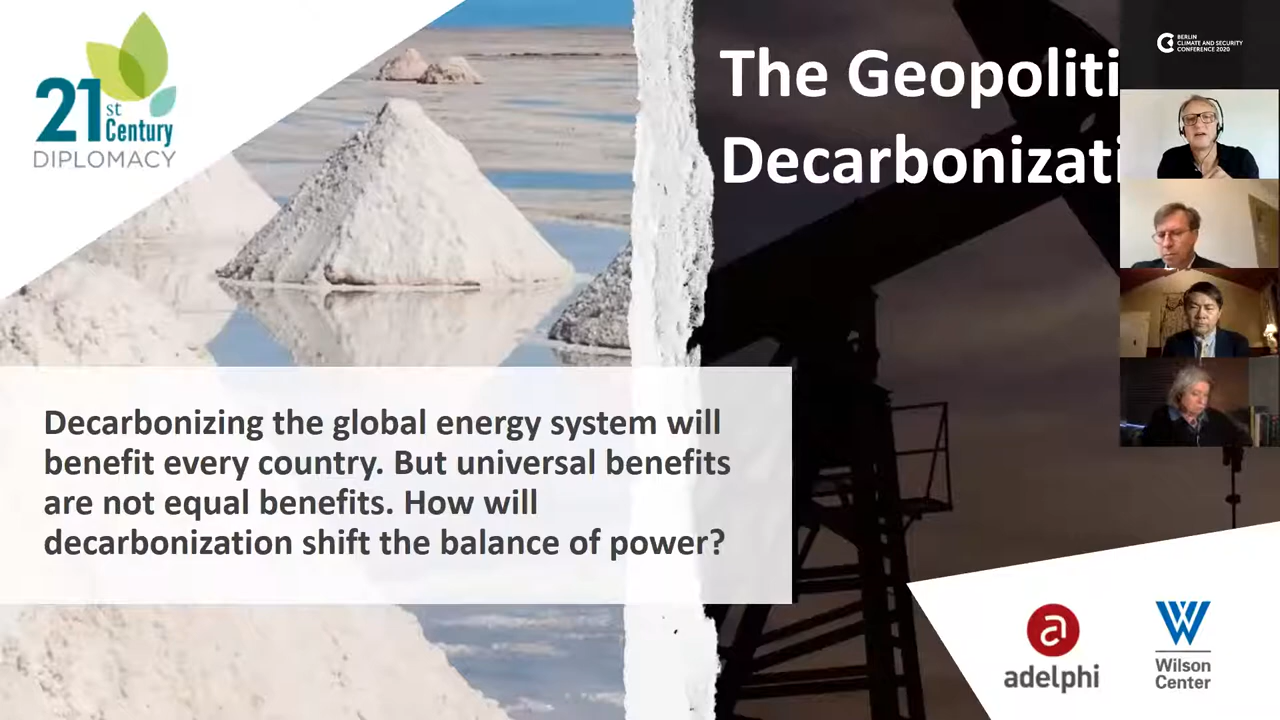 21st
Century
DIPLOMACY
The Geopoliti
Decarbonizati
BERLIN
CLIMATE AND SECURITY
CONFERENCE 2020
Decarbonizing the global energy system will
benefit every country. But universal benefits
are not equal benefits. How will
decarbonization shift the balance of power?
adelphi
Wilson
Center